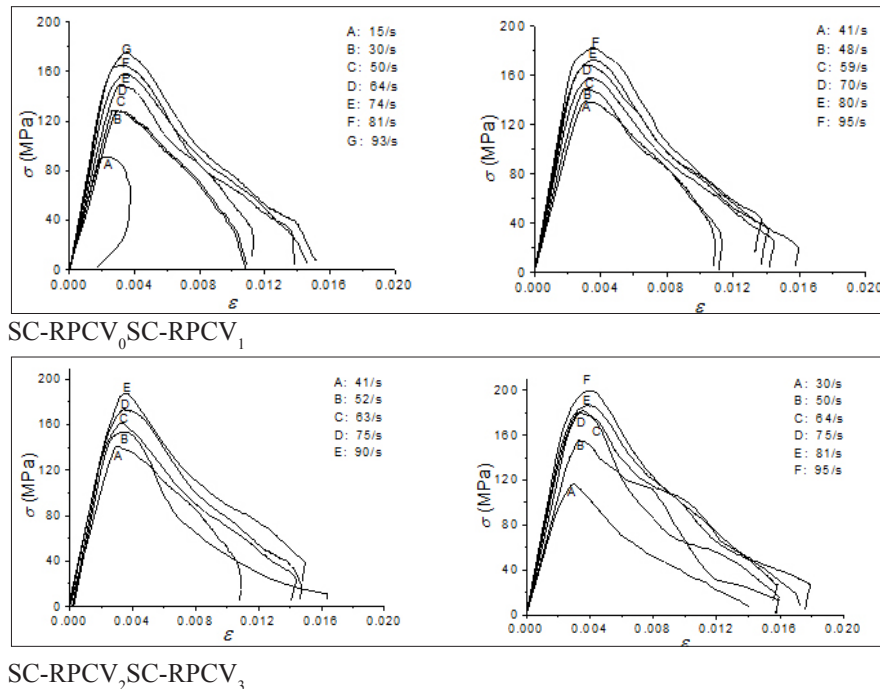 200
160
120
80
40
0
σ (MPa)
0.000 0.004 0.008 0.012 0.016 0.020
ε
G
F
E
D
C
B
A
A: 15/s
B: 30/s
C: 50/s
D: 64/s
E: 74/s
F: 81/s
G: 93/s
200
160
120
80
40
0
σ (MPa)
0.000 0.004 0.008 0.012 0.016 0.020
ε
F
E
D
C
B
A
A: 41/s
B: 48/s
C: 59/s
D: 70/s
E: 80/s
F: 95/s
SC-RPCV₀SC-RPCV₁
200
160
120
80
40
0
σ (MPa)
0.000 0.004 0.008 0.012 0.016 0.020
ε
E
D
C
B
A
A: 41/s
B: 52/s
C: 63/s
D: 75/s
E: 90/s
200
160
120
80
40
0
σ (MPa)
0.000 0.004 0.008 0.012 0.016 0.020
ε
F
E
D C
B
A
A: 30/s
B: 50/s
C: 64/s
D: 75/s
E: 81/s
F: 95/s
SC-RPCV₂SC-RPCV₃